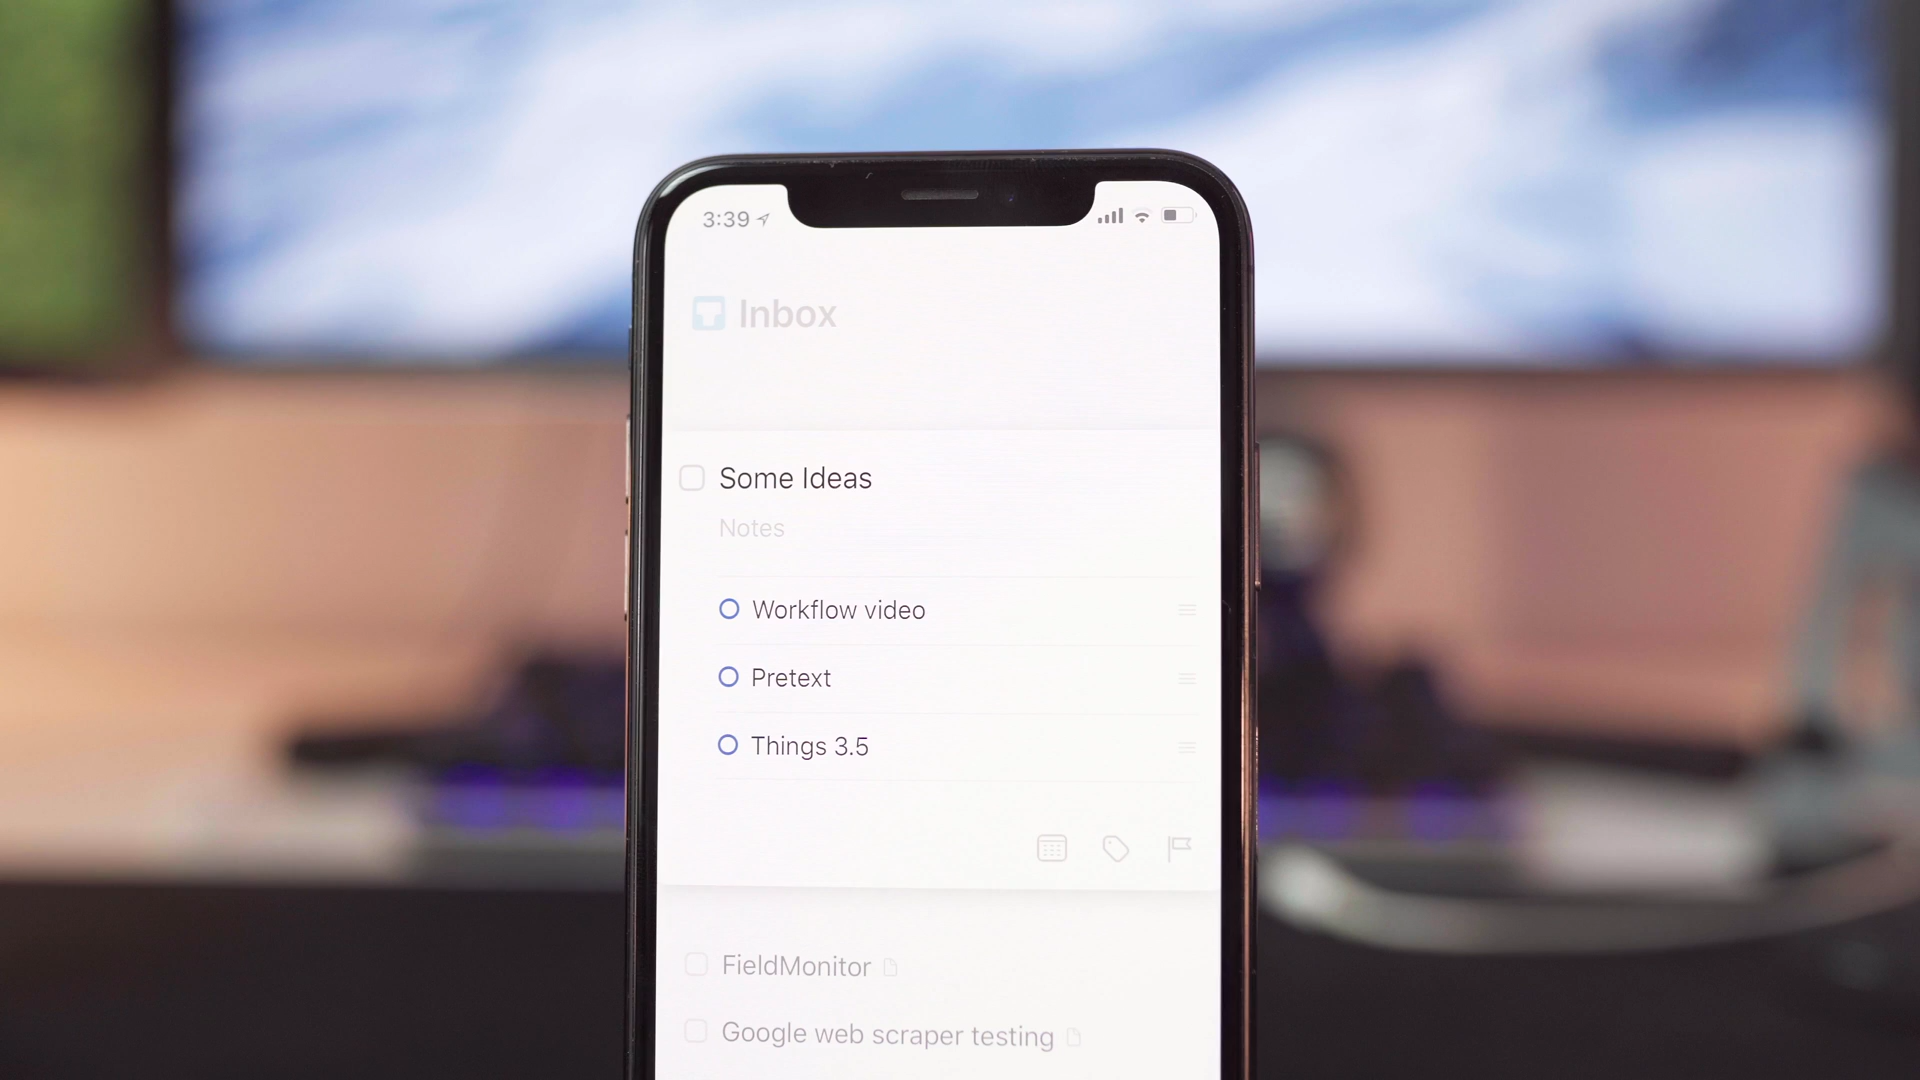 3:39
Inbox
Some Ideas
Notes
Workflow video
Pretext
Things 3.5
FieldMonitor
Google web scraper testing